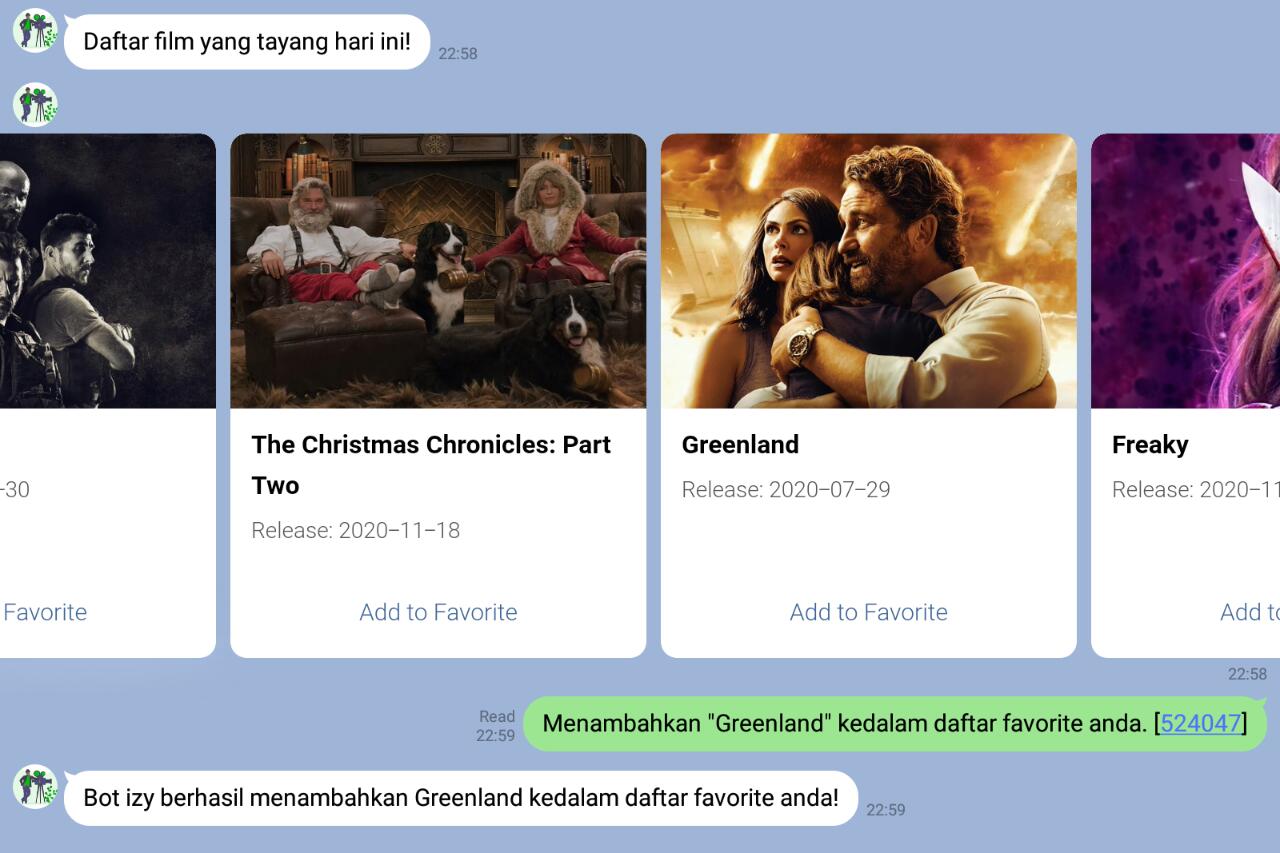 Daftar film yang tayang hari ini!
22:58
-30
Favorite
The Christmas Chronicles: Part
Two
Release: 2020-11-18
Add to Favorite
Greenland
Release: 2020-07-29
Add to Favorite
Freaky
Release: 2020-11
Add to
22:58
Read
22:59
Menambahkan "Greenland" kedalam daftar favorite anda. [524047]
Bot izy berhasil menambahkan Greenland kedalam daftar favorite anda!
22:59